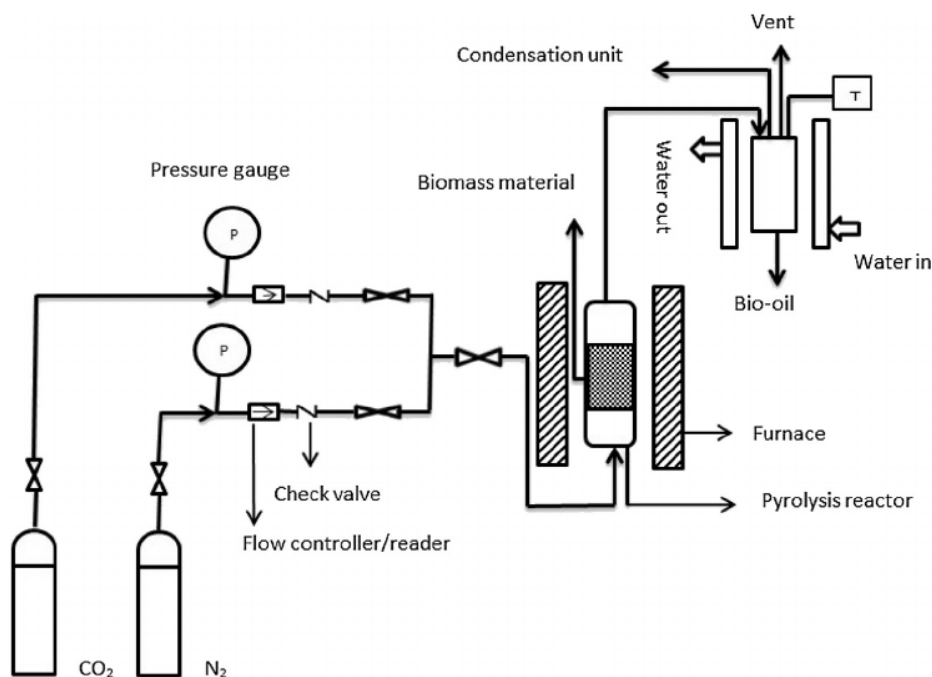 Vent
Condensation unit
T
Water out
Pressure gauge
Biomass material
P
Water in
Bio-oil
P
Furnace
Check valve
Pyrolysis reactor
Flow controller/reader
CO₂
N₂